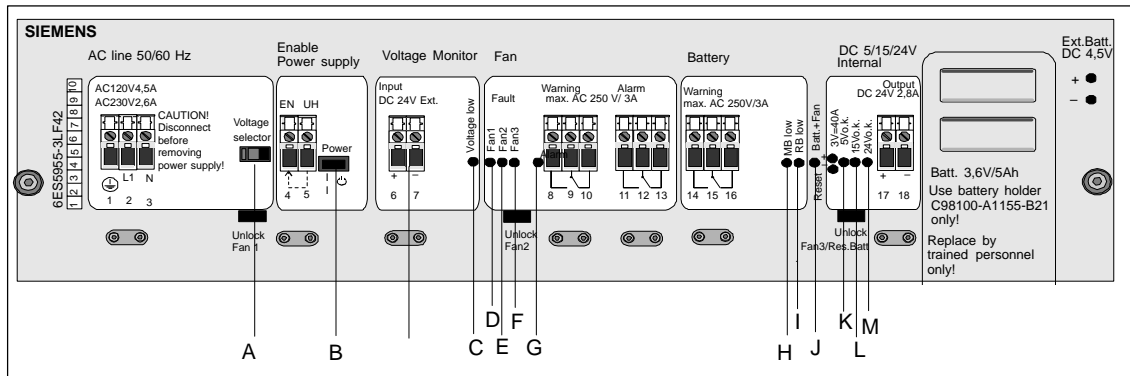 SIEMENS
AC line 50/60 Hz
Enable
Power supply
Voltage Monitor
Fan
Battery
DC 5/15/24V
Internal
Ext.Batt.
DC 4,5V
+
−
6ES5955-3LF42
1 2 3 4 5 6 7 8 9 0
AC120V4,5A
AC230V2,6A
CAUTION!
Disconnect
before
removing
power supply!
L1 N
1 2 3
Voltage
selector
Unlock
Fan 1
EN UH
4 5
Power
I
Input
DC 24V Ext.
+ −
6 7
Voltage low
Fault
Fan1
Fan2
Fan3
Unlock
Fan2
Warning Alarm
max. AC 250 V/ 3A
Alarm
8 9 10
11 12 13
Warning
max. AC 250V/3A
14 15 16
MB low
RB low
Batt.+Fan
Reset
+
3V=40A
5Vo.k.
15Vo.k.
24Vo.k.
Output
DC 24V 2,8A
+ −
17 18
Unlock
Fan3/Res.Batt
Batt. 3,6V/5Ah
Use battery holder
C98100-A1155-B21
only!
Replace by
trained personnel
only!
A
B
C
D
E
F
G
H
I
J
K
L
M